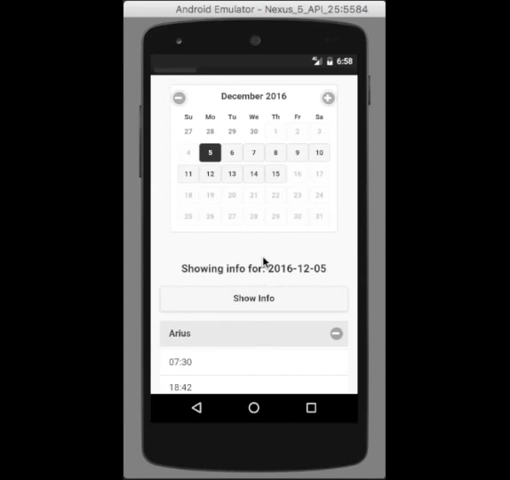 Android Emulator - Nexus_5_API_25:5584
6:58
December 2016
Su Mo Tu We Th Fr Sa
27 28 29 30 1 2 3
4 5 6 7 8 9 10
11 12 13 14 15 16 17
18 19 20 21 22 23 24
25 26 27 28 29 30 31
Showing info for: 2016-12-05
Show Info
Arius
07:30
18:42